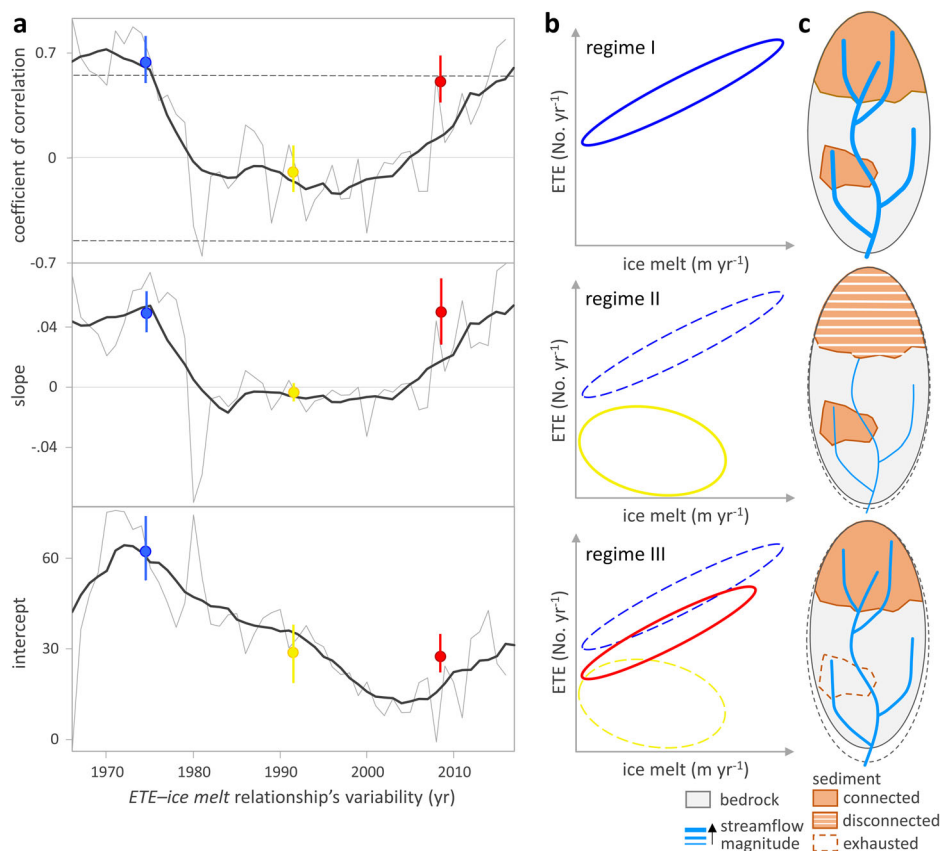 a
b
c
coefficient of correlation
0.7
0
-0.7
slope
.04
0
-.04
intercept
60
30
0
1970
1980
1990
2000
2010
ETE–ice melt relationship's variability (yr)
regime I
ETE (No. yr⁻¹)
ice melt (m yr⁻¹)
regime II
ETE (No. yr⁻¹)
ice melt (m yr⁻¹)
regime III
ETE (No. yr⁻¹)
ice melt (m yr⁻¹)
bedrock
streamflow
magnitude
sediment
connected
disconnected
exhausted